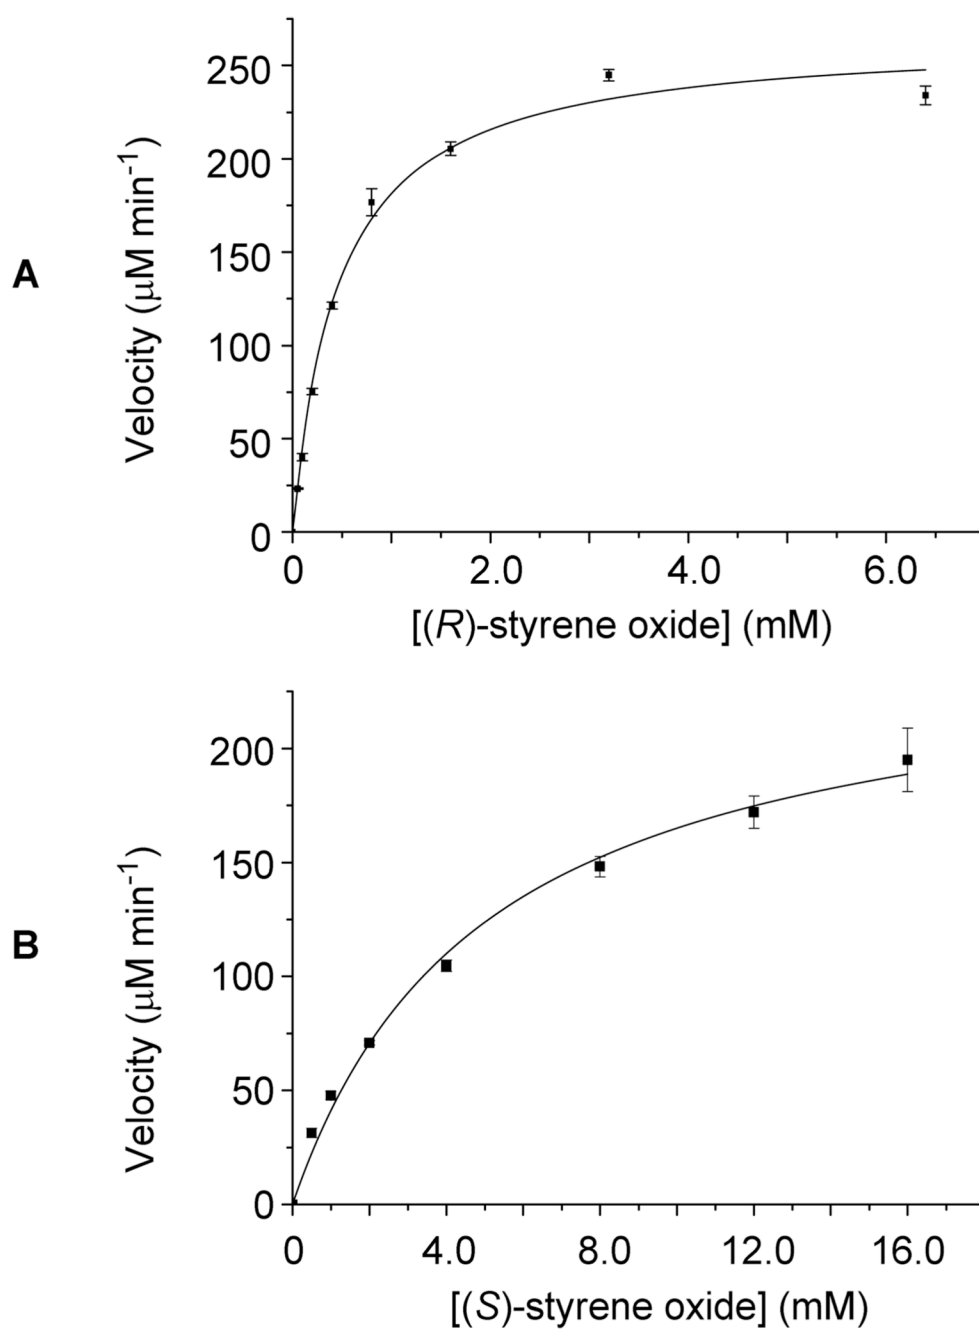 A
Velocity (μM min-1)
250
200
150
100
50
0
0 2.0 4.0 6.0
[(R)-styrene oxide] (mM)
B
Velocity (μM min-1)
200
150
100
50
0
0 4.0 8.0 12.0 16.0
[(S)-styrene oxide] (mM)